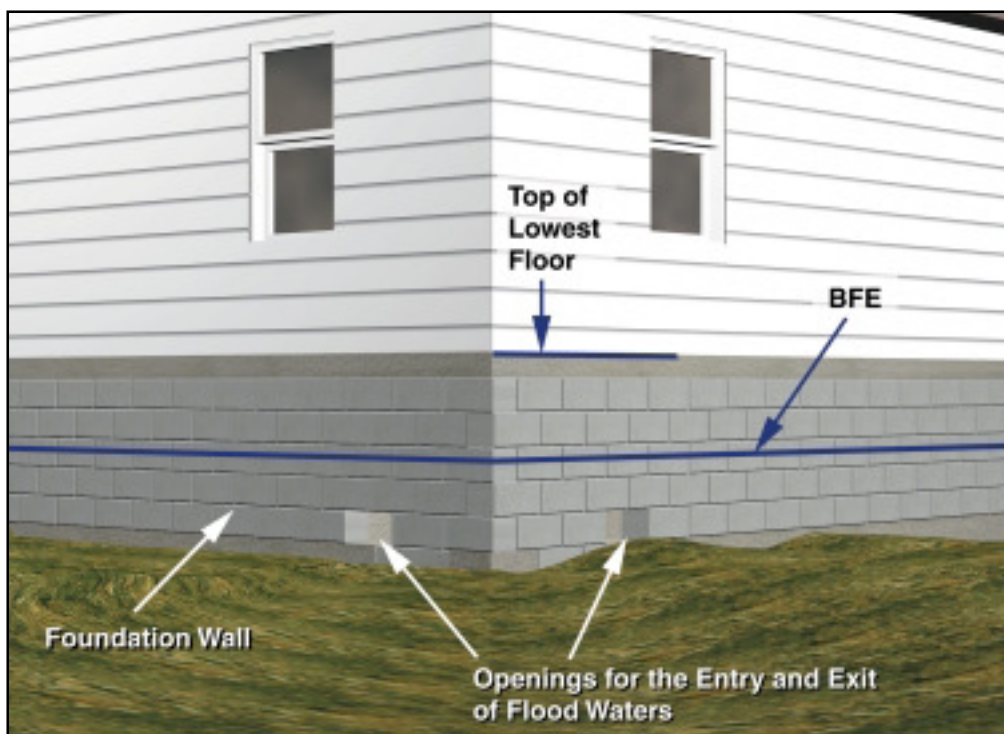 Top of
Lowest
Floor
BFE
Foundation Wall
Openings for the Entry and Exit
of Flood Waters